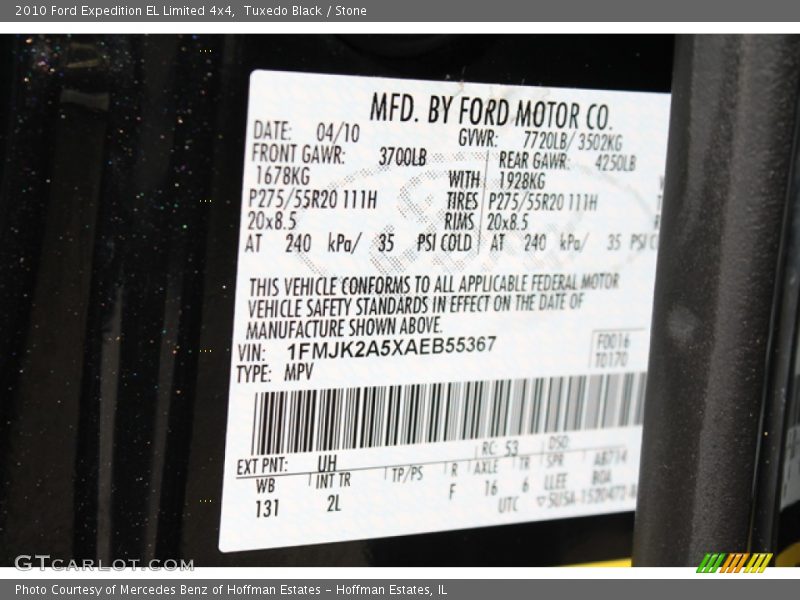 2010 Ford Expedition EL Limited 4x4, Tuxedo Black / Stone
MFD. BY FORD MOTOR CO.
DATE: 04/10 GVWR: 7720LB/ 3502KG
FRONT GAWR: 3700LB REAR GAWR: 4250LB
1678KG WITH 1928KG
P275/55R20 111H TIRES P275/55R20 111H
20x8.5 RIMS 20x8.5
AT 240 kPa/ 35 PSI COLD AT 240 kPa/ 35 PSI C
THIS VEHICLE CONFORMS TO ALL APPLICABLE FEDERAL MOTOR
VEHICLE SAFETY STANDARDS IN EFFECT ON THE DATE OF
MANUFACTURE SHOWN ABOVE.
VIN: 1FMJK2A5XAEB55367 F0016
TYPE: MPV T0170
EXT PNT: UH RC: 53 DSO:
WB INT TR TP/PS R AXLE TR SPR
131 2L F 16 6 LLEE
UTC
GTCARLOT.COM
Photo Courtesy of Mercedes Benz of Hoffman Estates - Hoffman Estates, IL